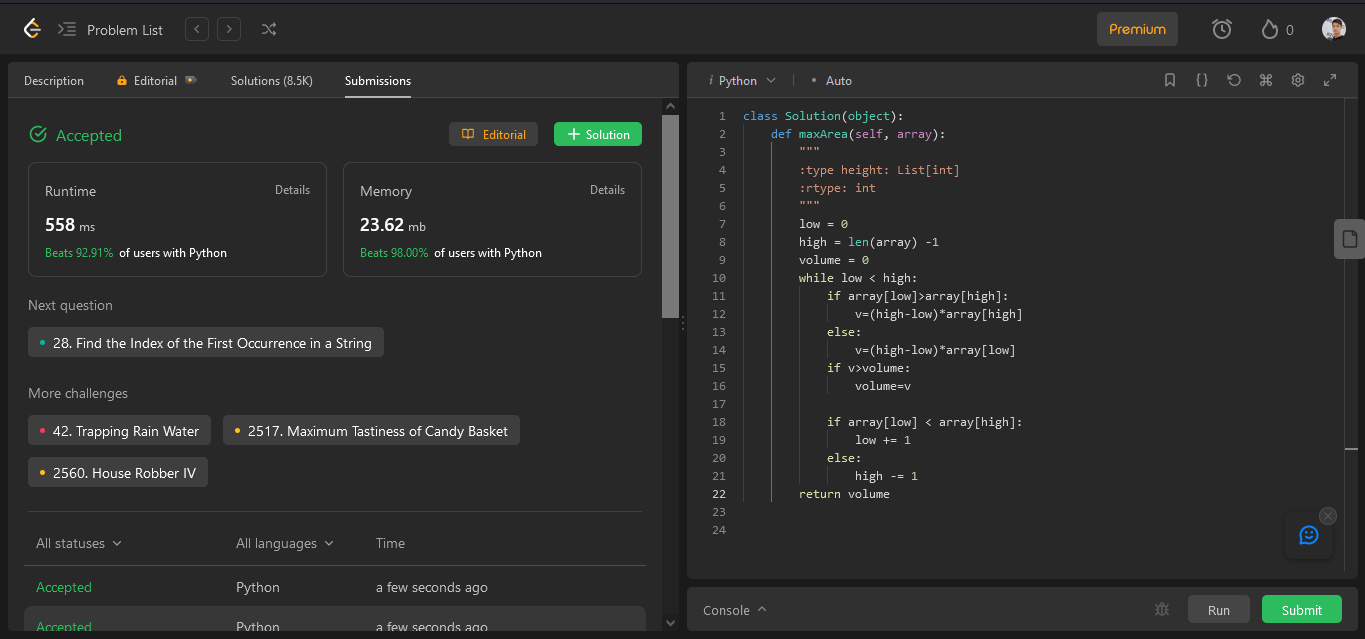 Problem List
Premium
0
Description Editorial Solutions (8.5K) Submissions
Accepted
Editorial
+ Solution
Runtime
Details
558 ms
Beats 92.91% of users with Python
Memory
Details
23.62 mb
Beats 98.00% of users with Python
Next question
28. Find the Index of the First Occurrence in a String
More challenges
42. Trapping Rain Water
2517. Maximum Tastiness of Candy Basket
2560. House Robber IV
All statuses All languages Time
Accepted Python a few seconds ago
Accepted Python a few seconds ago
i Python • Auto
1 class Solution(object):
2 def maxArea(self, array):
3 """
4 :type height: List[int]
5 :rtype: int
6 """
7 low = 0
8 high = len(array) -1
9 volume = 0
10 while low < high:
11 if array[low]>array[high]:
12 v=(high-low)*array[high]
13 else:
14 v=(high-low)*array[low]
15 if v>volume:
16 volume=v
17
18 if array[low] < array[high]:
19 low += 1
20 else:
21 high -= 1
22 return volume
23
24
Console
Run
Submit